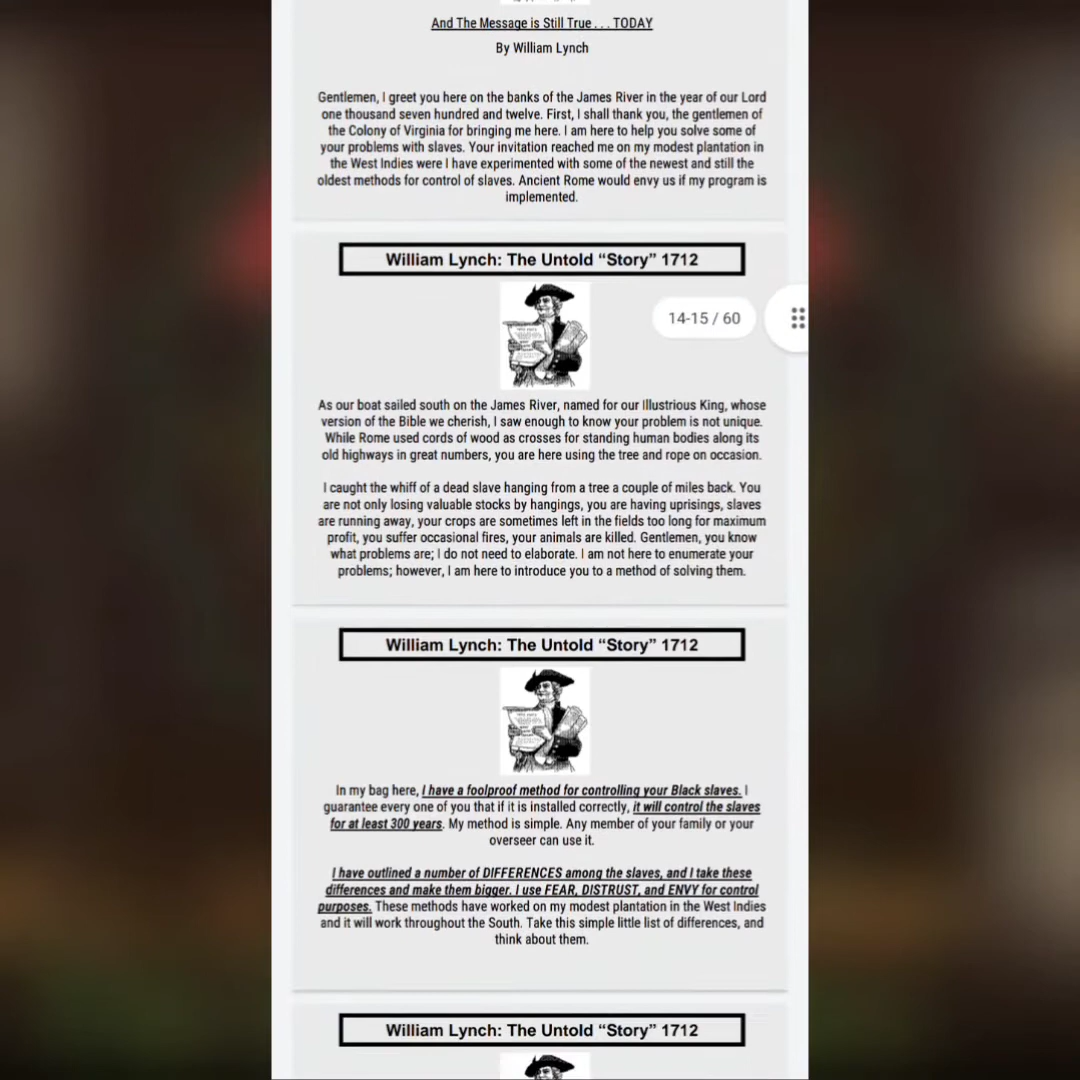 And The Message is Still True . . . TODAY
By William Lynch
Gentlemen, I greet you here on the banks of the James River in the year of our Lord
one thousand seven hundred and twelve. First, I shall thank you, the gentlemen of
the Colony of Virginia for bringing me here. I am here to help you solve some of
your problems with slaves. Your invitation reached me on my modest plantation in
the West Indies were I have experimented with some of the newest and still the
oldest methods for control of slaves. Ancient Rome would envy us if my program is
implemented.
William Lynch: The Untold “Story” 1712
14-15 / 60
As our boat sailed south on the James River, named for our Illustrious King, whose
version of the Bible we cherish, I saw enough to know your problem is not unique.
While Rome used cords of wood as crosses for standing human bodies along its
old highways in great numbers, you are here using the tree and rope on occasion.
I caught the whiff of a dead slave hanging from a tree a couple of miles back. You
are not only losing valuable stocks by hangings, you are having uprisings, slaves
are running away, your crops are sometimes left in the fields too long for maximum
profit, you suffer occasional fires, your animals are killed. Gentlemen, you know
what problems are; I do not need to elaborate. I am not here to enumerate your
problems; however, I am here to introduce you to a method of solving them.
William Lynch: The Untold “Story” 1712
In my bag here, I have a foolproof method for controlling your Black slaves. I
guarantee every one of you that if it is installed correctly, it will control the slaves
for at least 300 years. My method is simple. Any member of your family or your
overseer can use it.
I have outlined a number of DIFFERENCES among the slaves, and I take these
differences and make them bigger. I use FEAR, DISTRUST, and ENVY for control
purposes. These methods have worked on my modest plantation in the West Indies
and it will work throughout the South. Take this simple little list of differences, and
think about them.
William Lynch: The Untold “Story” 1712